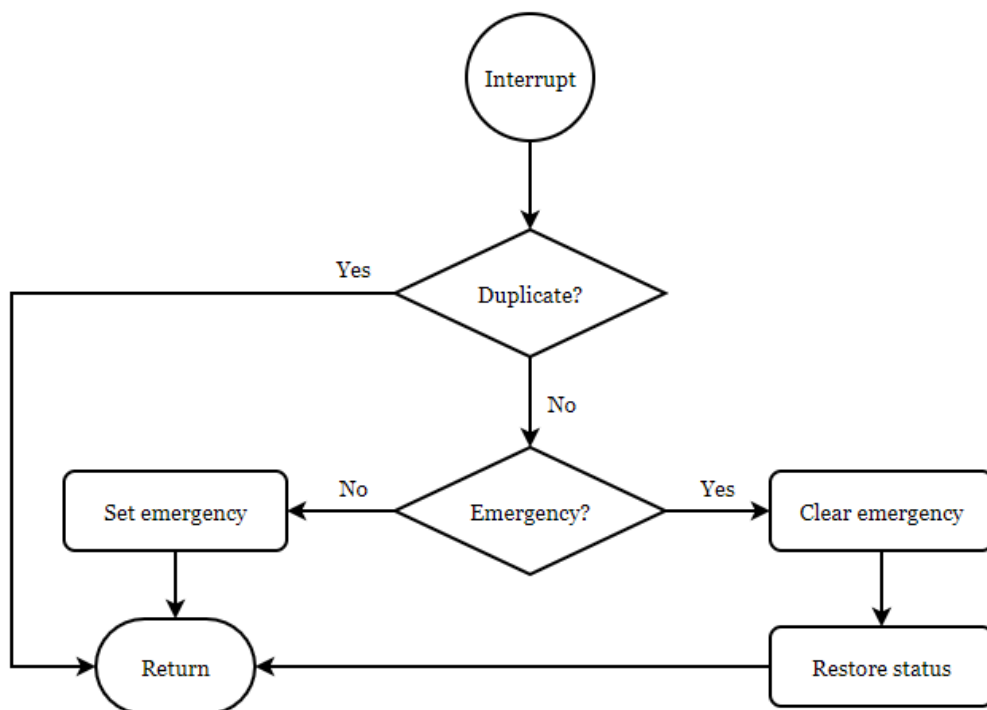 Interrupt
Yes
Duplicate?
No
No
Yes
Set emergency
Emergency?
Clear emergency
Return
Restore status